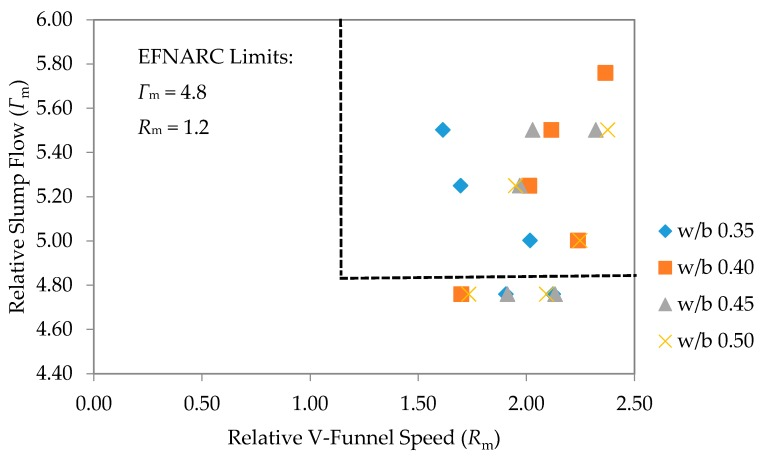 6.00
5.80
5.60
5.40
5.20
5.00
4.80
4.60
4.40
Relative Slump Flow (Γm)
EFNARC Limits:
Γm = 4.8
Rm = 1.2
w/b 0.35
w/b 0.40
w/b 0.45
w/b 0.50
0.00 0.50 1.00 1.50 2.00 2.50
Relative V-Funnel Speed (Rm)